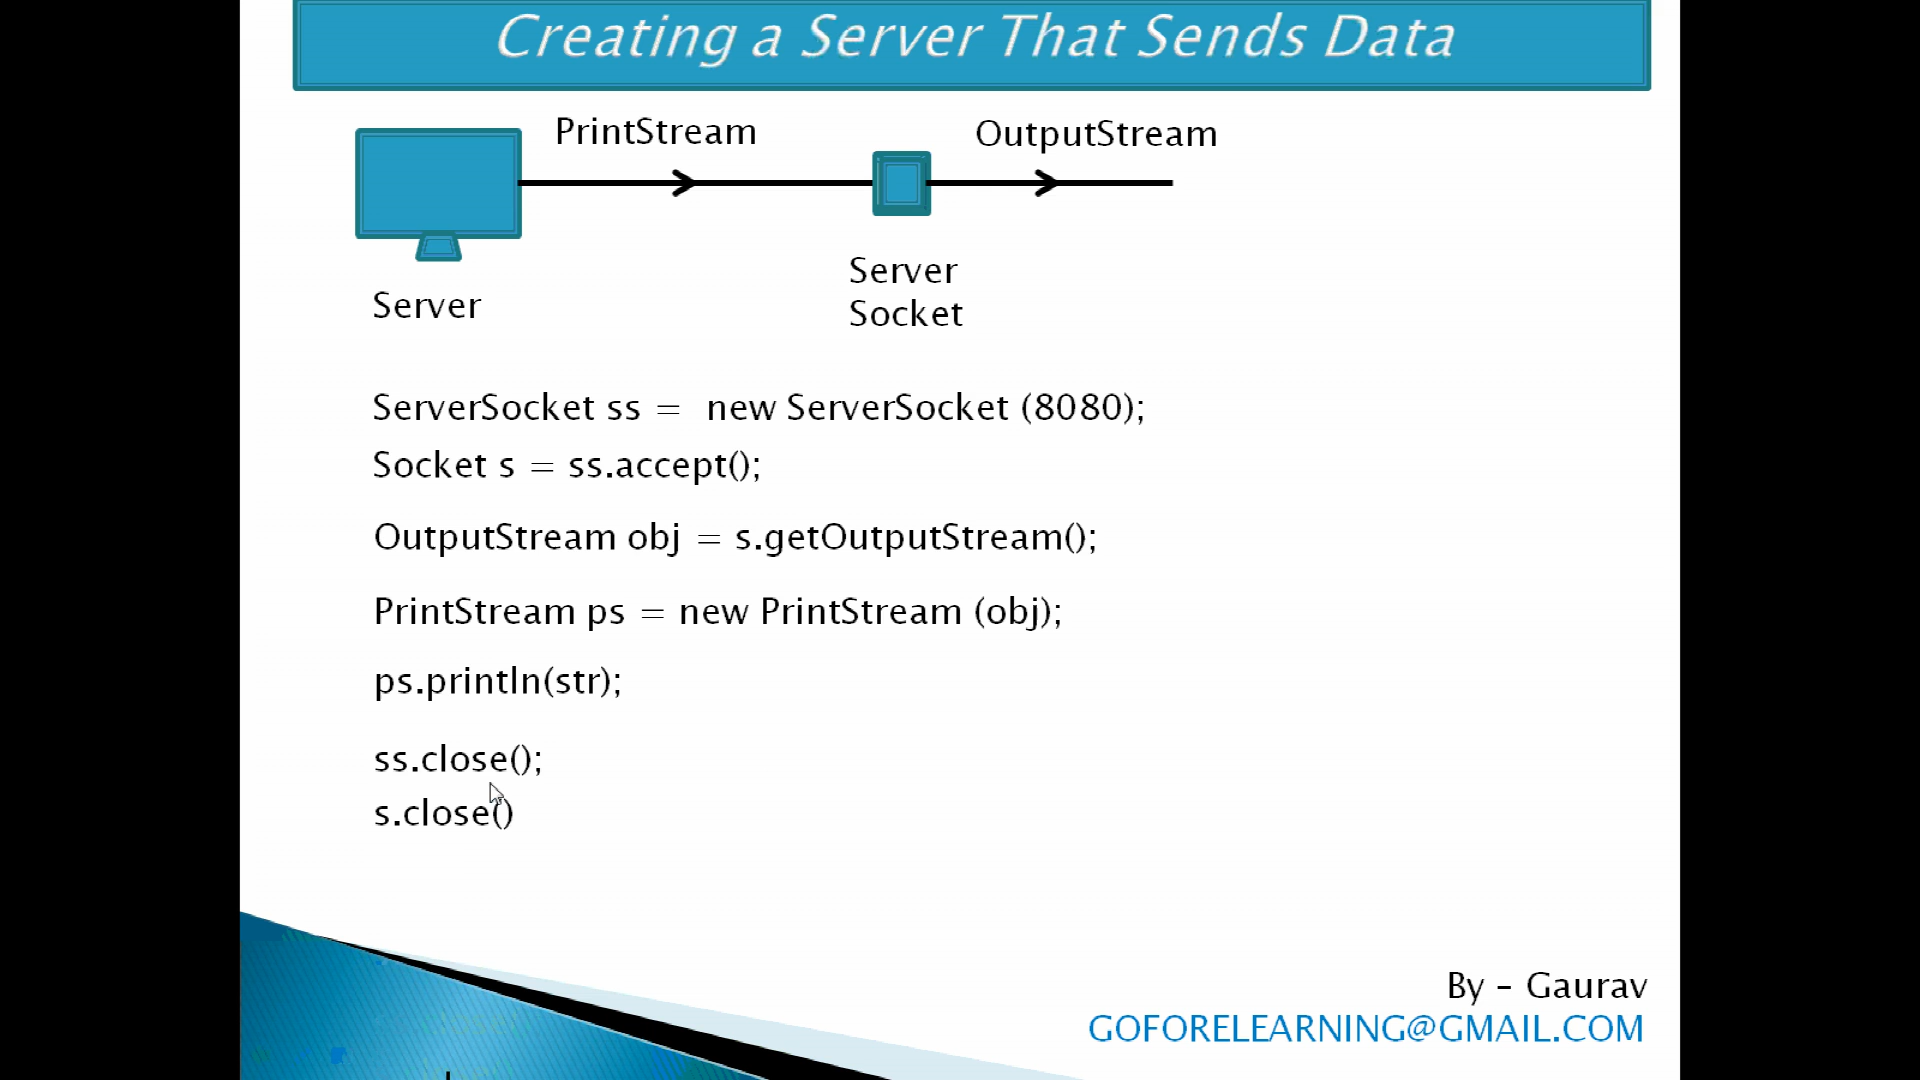 Creating a Server That Sends Data
PrintStream
OutputStream
Server
Server
Socket
ServerSocket ss =  new ServerSocket (8080);
Socket s = ss.accept();
OutputStream obj = s.getOutputStream();
PrintStream ps = new PrintStream (obj);
ps.println(str);
ss.close();
s.close()
By – Gaurav
GOFORELEARNING@GMAIL.COM